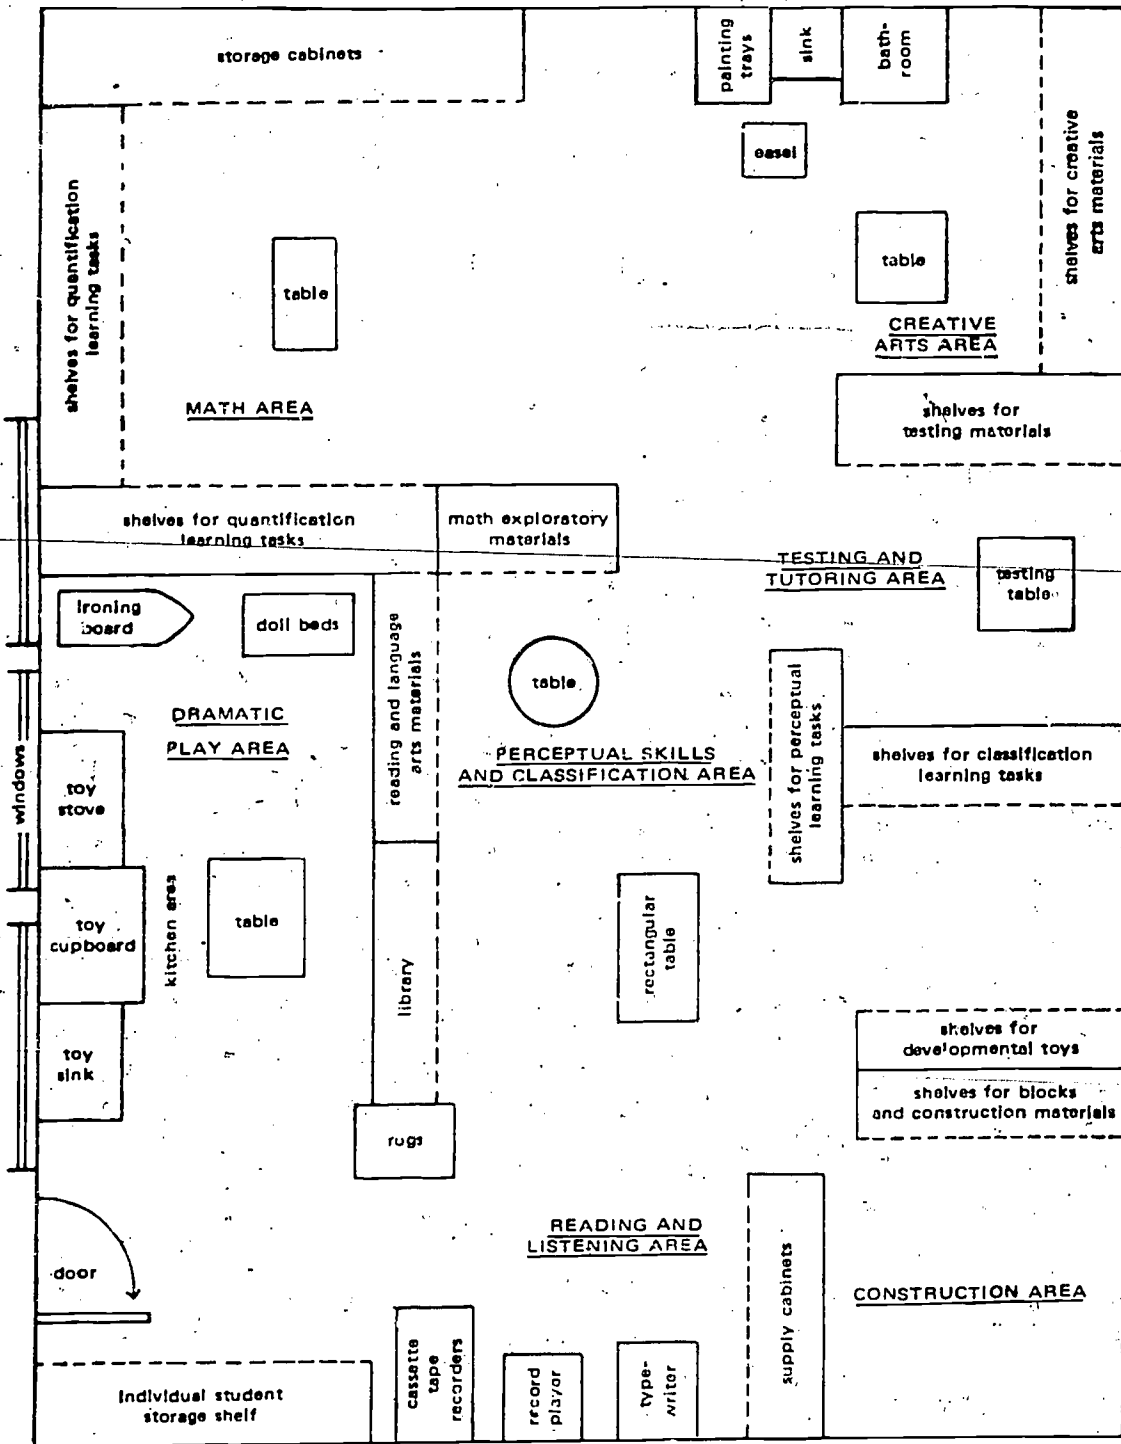 storage cabinets
painting
trays
sink
bath-
room
easel
shelves for creative
arts materials
shelves for quantification
learning tasks
table
table
CREATIVE
ARTS AREA
MATH AREA
shelves for
testing materials
shelves for quantification
learning tasks
math exploratory
materials
TESTING AND
TUTORING AREA
testing
table
ironing
board
doll beds
reading and language
arts materials
table
DRAMATIC
PLAY AREA
PERCEPTUAL SKILLS
AND CLASSIFICATION AREA
shelves for perceptual
learning tasks
shelves for classification
learning tasks
windows
toy
stove
toy
cupboard
kitchen area
table
library
rectangular
table
toy
sink
shelves for
developmental toys
shelves for blocks
and construction materials
rugs
READING AND
LISTENING AREA
door
supply cabinets
CONSTRUCTION AREA
individual student
storage shelf
cassette
tape
recorders
record
player
type-
writer